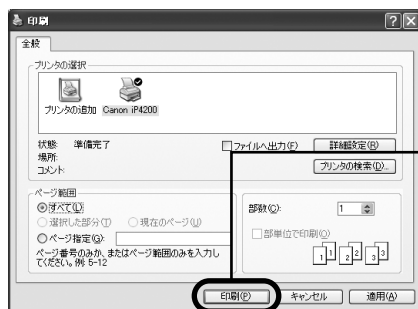 印刷
全般
プリンタの選択
プリンタの追加 Canon iP4200
状態: 準備完了
場所:
コメント:
ファイルへ出力(F) 詳細設定(R)
プリンタの検索(D)...
ページ範囲
すべて(L)
選択した部分(T) 現在のページ(U)
ページ指定(G):
ページ番号のみか、またはページ範囲のみを入力し
てください。例: 5-12
部数(C): 1
部単位で印刷(O)
1 1 2 2 3 3
印刷(P) キャンセル 適用(A)